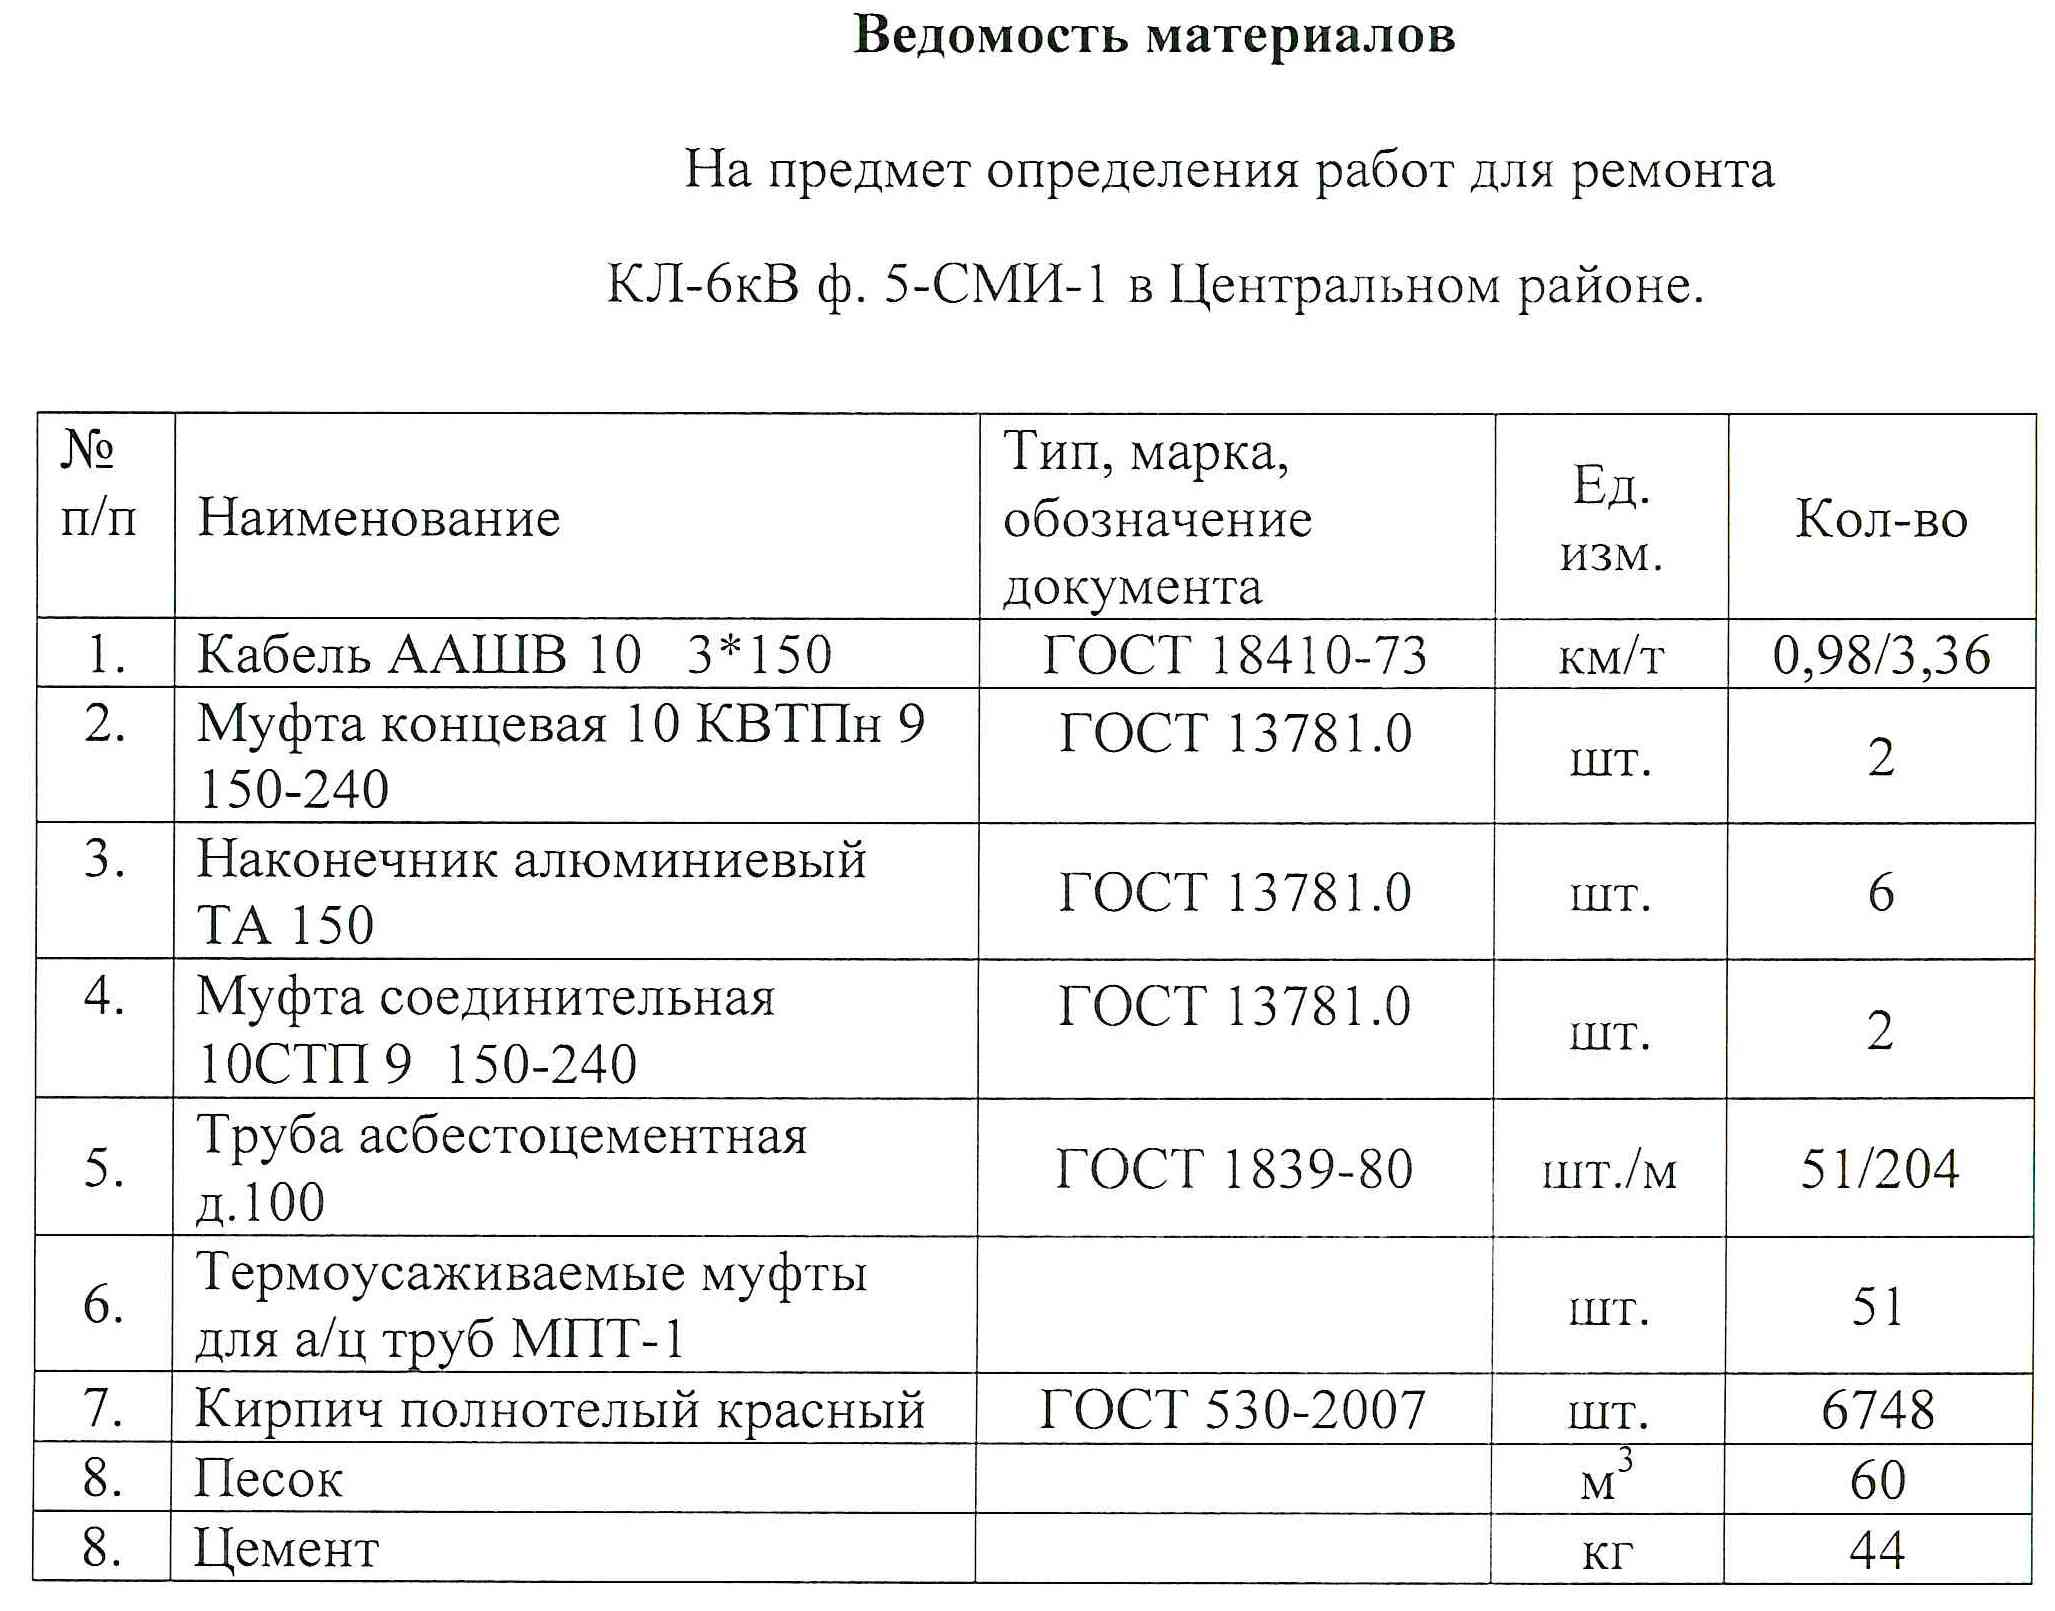 Ведомость материалов
На предмет определения работ для ремонта
КЛ-6кВ ф. 5-СМИ-1 в Центральном районе.
№ п/п Наименование Тип, марка, обозначение документа Ед. изм. Кол-во
1. Кабель ААШВ 10 3*150 ГОСТ 18410-73 км/т 0,98/3,36
2. Муфта концевая 10 КВТПн 9 150-240 ГОСТ 13781.0 шт. 2
3. Наконечник алюминиевый ТА 150 ГОСТ 13781.0 шт. 6
4. Муфта соединительная 10СТП 9 150-240 ГОСТ 13781.0 шт. 2
5. Труба асбестоцементная д.100 ГОСТ 1839-80 шт./м 51/204
6. Термоусаживаемые муфты для а/ц труб МПТ-1 шт. 51
7. Кирпич полнотелый красный ГОСТ 530-2007 шт. 6748
8. Песок м³ 60
8. Цемент кг 44